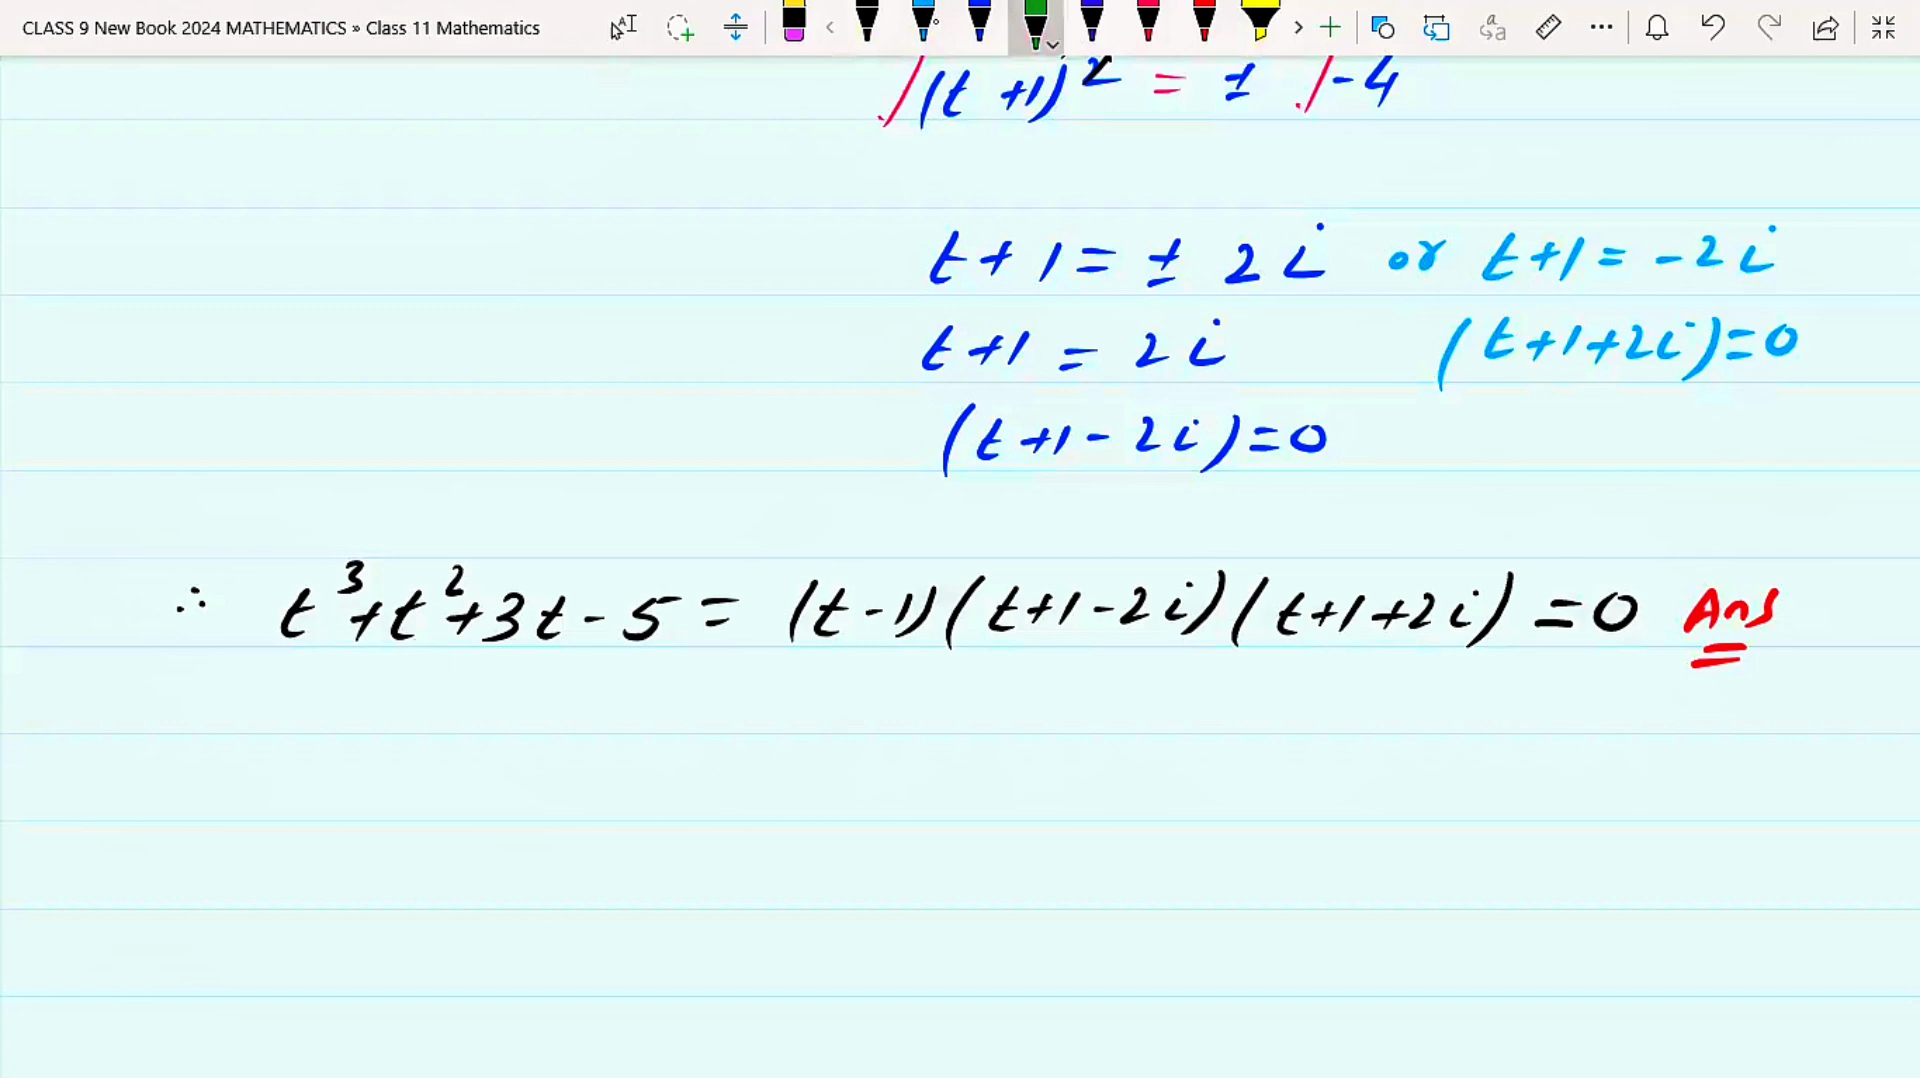 CLASS 9 New Book 2024 MATHEMATICS » Class 11 Mathematics
√(t+1)² = ± √-4
t+1 = ± 2i or t+1 = -2i
t+1 = 2i (t+1+2i)=0
(t+1-2i)=0
∴ t³+t²+3t-5 = (t-1)(t+1-2i)(t+1+2i) = 0 Ans